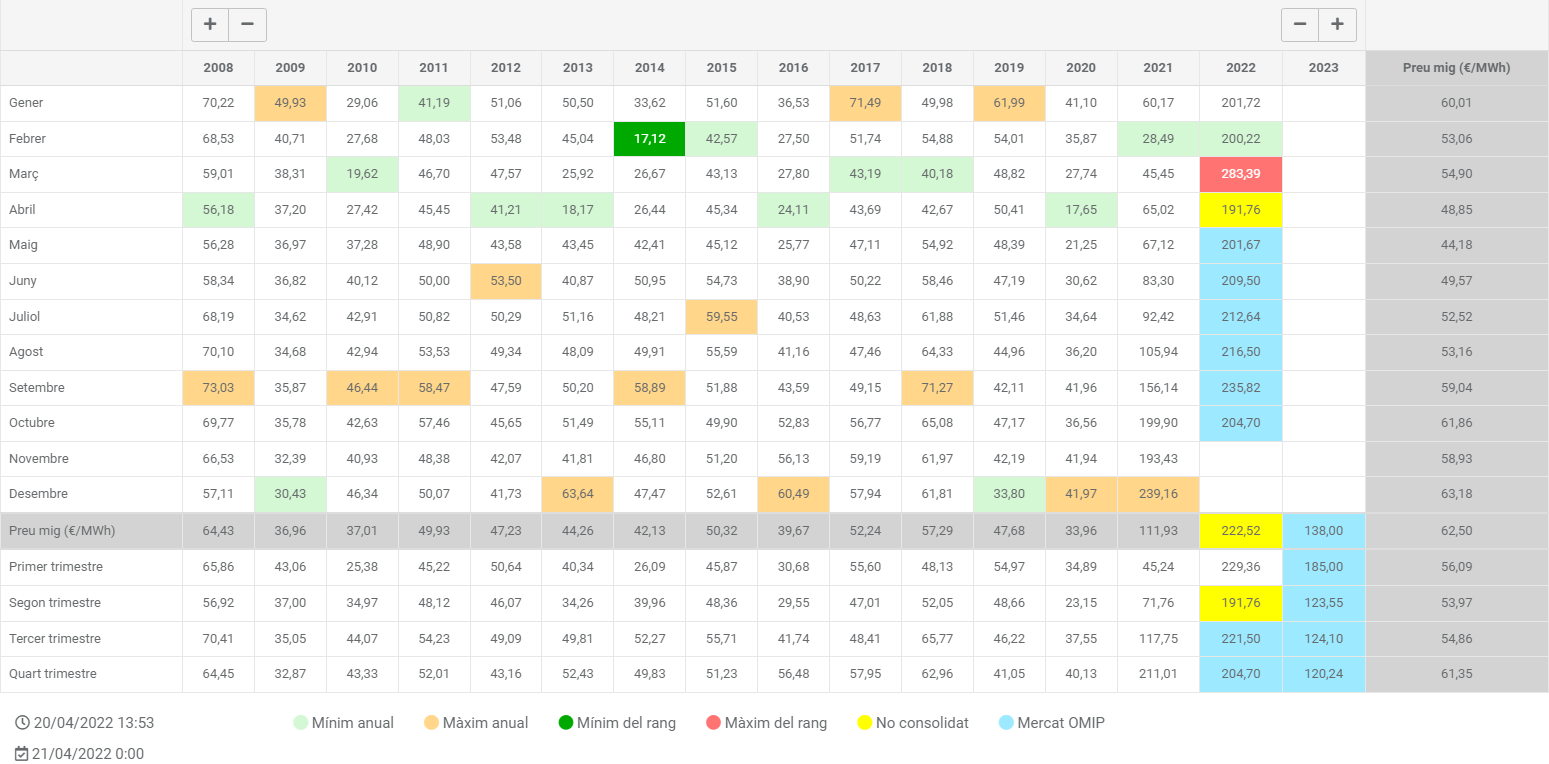 + − − +
2008 2009 2010 2011 2012 2013 2014 2015 2016 2017 2018 2019 2020 2021 2022 2023 Preu mig (€/MWh)
Gener 70,22 49,93 29,06 41,19 51,06 50,50 33,62 51,60 36,53 71,49 49,98 61,99 41,10 60,17 201,72 60,01
Febrer 68,53 40,71 27,68 48,03 53,48 45,04 17,12 42,57 27,50 51,74 54,88 54,01 35,87 28,49 200,22 53,06
Març 59,01 38,31 19,62 46,70 47,57 25,92 26,67 43,13 27,80 43,19 40,18 48,82 27,74 45,45 283,39 54,90
Abril 56,18 37,20 27,42 45,45 41,21 18,17 26,44 45,34 24,11 43,69 42,67 50,41 17,65 65,02 191,76 48,85
Maig 56,28 36,97 37,28 48,90 43,58 43,45 42,41 45,12 25,77 47,11 54,92 48,39 21,25 67,12 201,67 44,18
Juny 58,34 36,82 40,12 50,00 53,50 40,87 50,95 54,73 38,90 50,22 58,46 47,19 30,62 83,30 209,50 49,57
Juliol 68,19 34,62 42,91 50,82 50,29 51,16 48,21 59,55 40,53 48,63 61,88 51,46 34,64 92,42 212,64 52,52
Agost 70,10 34,68 42,94 53,53 49,34 48,09 49,91 55,59 41,16 47,46 64,33 44,96 36,20 105,94 216,50 53,16
Setembre 73,03 35,87 46,44 58,47 47,59 50,20 58,89 51,88 43,59 49,15 71,27 42,11 41,96 156,14 235,82 59,04
Octubre 69,77 35,78 42,63 57,46 45,65 51,49 55,11 49,90 52,83 56,77 65,08 47,17 36,56 199,90 204,70 61,86
Novembre 66,53 32,39 40,93 48,38 42,07 41,81 46,80 51,20 56,13 59,19 61,97 42,19 41,94 193,43 58,93
Desembre 57,11 30,43 46,34 50,07 41,73 63,64 47,47 52,61 60,49 57,94 61,81 33,80 41,97 239,16 63,18
Preu mig (€/MWh) 64,43 36,96 37,01 49,93 47,23 44,26 42,13 50,32 39,67 52,24 57,29 47,68 33,96 111,93 222,52 138,00 62,50
Primer trimestre 65,86 43,06 25,38 45,22 50,64 40,34 26,09 45,87 30,68 55,60 48,13 54,97 34,89 45,24 229,36 185,00 56,09
Segon trimestre 56,92 37,00 34,97 48,12 46,07 34,26 39,96 48,36 29,55 47,01 52,05 48,66 23,15 71,76 191,76 123,55 53,97
Tercer trimestre 70,41 35,05 44,07 54,23 49,09 49,81 52,27 55,71 41,74 48,41 65,77 46,22 37,55 117,75 221,50 124,10 54,86
Quart trimestre 64,45 32,87 43,33 52,01 43,16 52,43 49,83 51,23 56,48 57,95 62,96 41,05 40,13 211,01 204,70 120,24 61,35
20/04/2022 13:53 Mínim anual Màxim anual Mínim del rang Màxim del rang No consolidat Mercat OMIP
21/04/2022 0:00